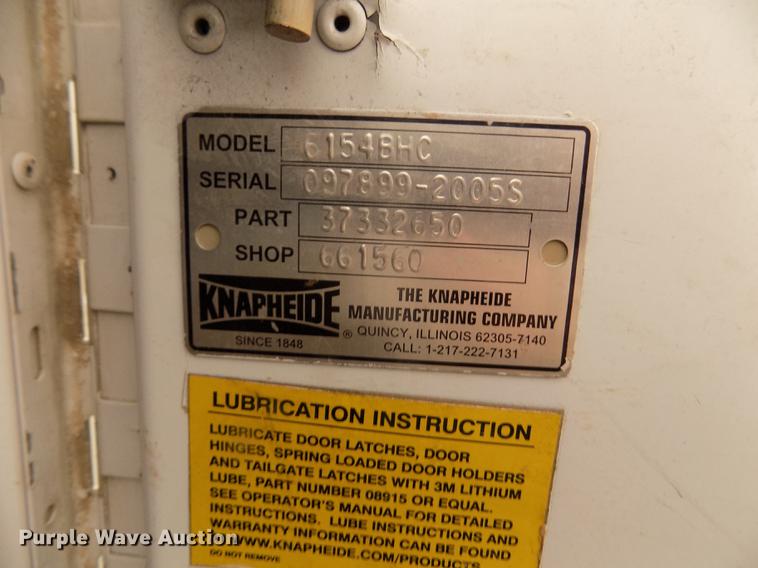 MODEL 6154BHC
SERIAL 097899-2005S
PART 37332650
SHOP 661560
KNAPHEIDE ®
SINCE 1848
THE KNAPHEIDE
MANUFACTURING COMPANY
QUINCY, ILLINOIS 62305-7140
CALL: 1-217-222-7131
LUBRICATION INSTRUCTION
LUBRICATE DOOR LATCHES, DOOR
HINGES, SPRING LOADED DOOR HOLDERS
AND TAILGATE LATCHES WITH 3M LITHIUM
LUBE, PART NUMBER 08915 OR EQUAL.
SEE OPERATOR'S MANUAL FOR DETAILED
INSTRUCTIONS. LUBE INSTRUCTIONS AND
WARRANTY INFORMATION CAN BE FOUND
@WWW.KNAPHEIDE.COM/PRODUCTS
DO NOT REMOVE
Purple Wave Auction